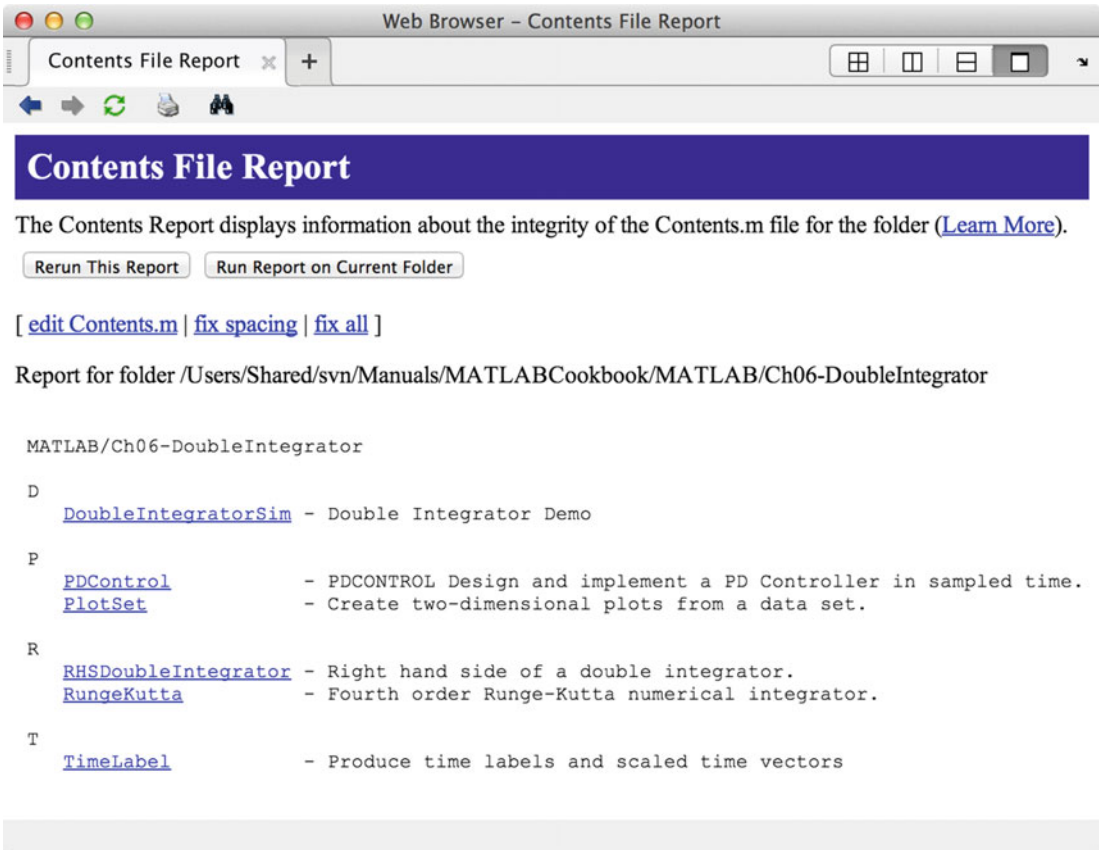 Web Browser – Contents File Report
Contents File Report
Contents File Report
The Contents Report displays information about the integrity of the Contents.m file for the folder (Learn More).
Rerun This Report Run Report on Current Folder
[ edit Contents.m | fix spacing | fix all ]
Report for folder /Users/Shared/svn/Manuals/MATLABCookbook/MATLAB/Ch06-DoubleIntegrator
MATLAB/Ch06-DoubleIntegrator
D
DoubleIntegratorSim - Double Integrator Demo
P
PDControl - PDCONTROL Design and implement a PD Controller in sampled time.
PlotSet - Create two-dimensional plots from a data set.
R
RHSDoubleIntegrator - Right hand side of a double integrator.
RungeKutta - Fourth order Runge-Kutta numerical integrator.
T
TimeLabel - Produce time labels and scaled time vectors